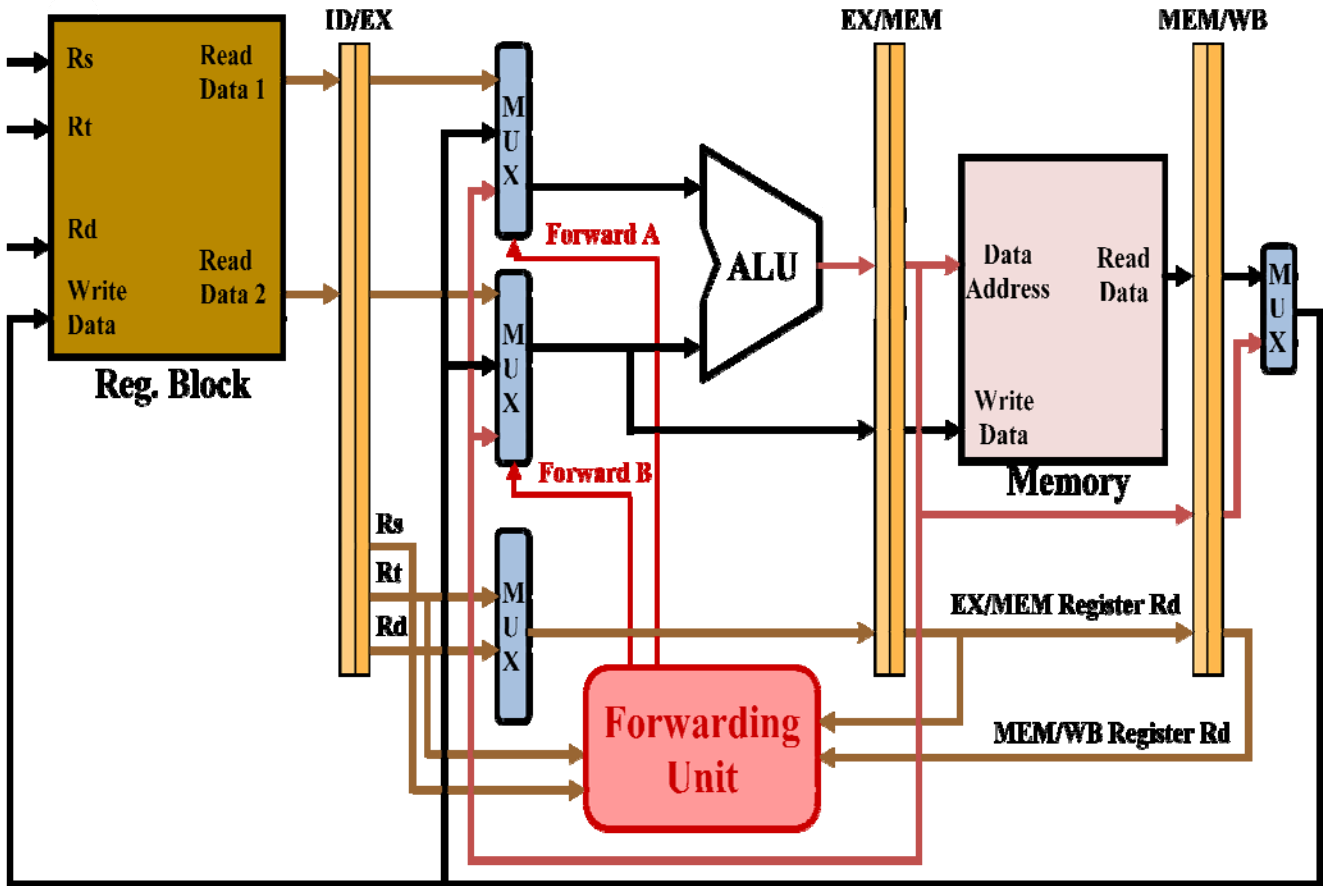 ID/EX
EX/MEM
MEM/WB
Rs
Rt
Rd
Write
Data
Read
Data 1
Read
Data 2
Reg. Block
M
U
X
Forward A
M
U
X
Forward B
ALU
Data
Address
Read
Data
Write
Data
Memory
M
U
X
Rs
Rt
Rd
M
U
X
EX/MEM Register Rd
MEM/WB Register Rd
Forwarding
Unit